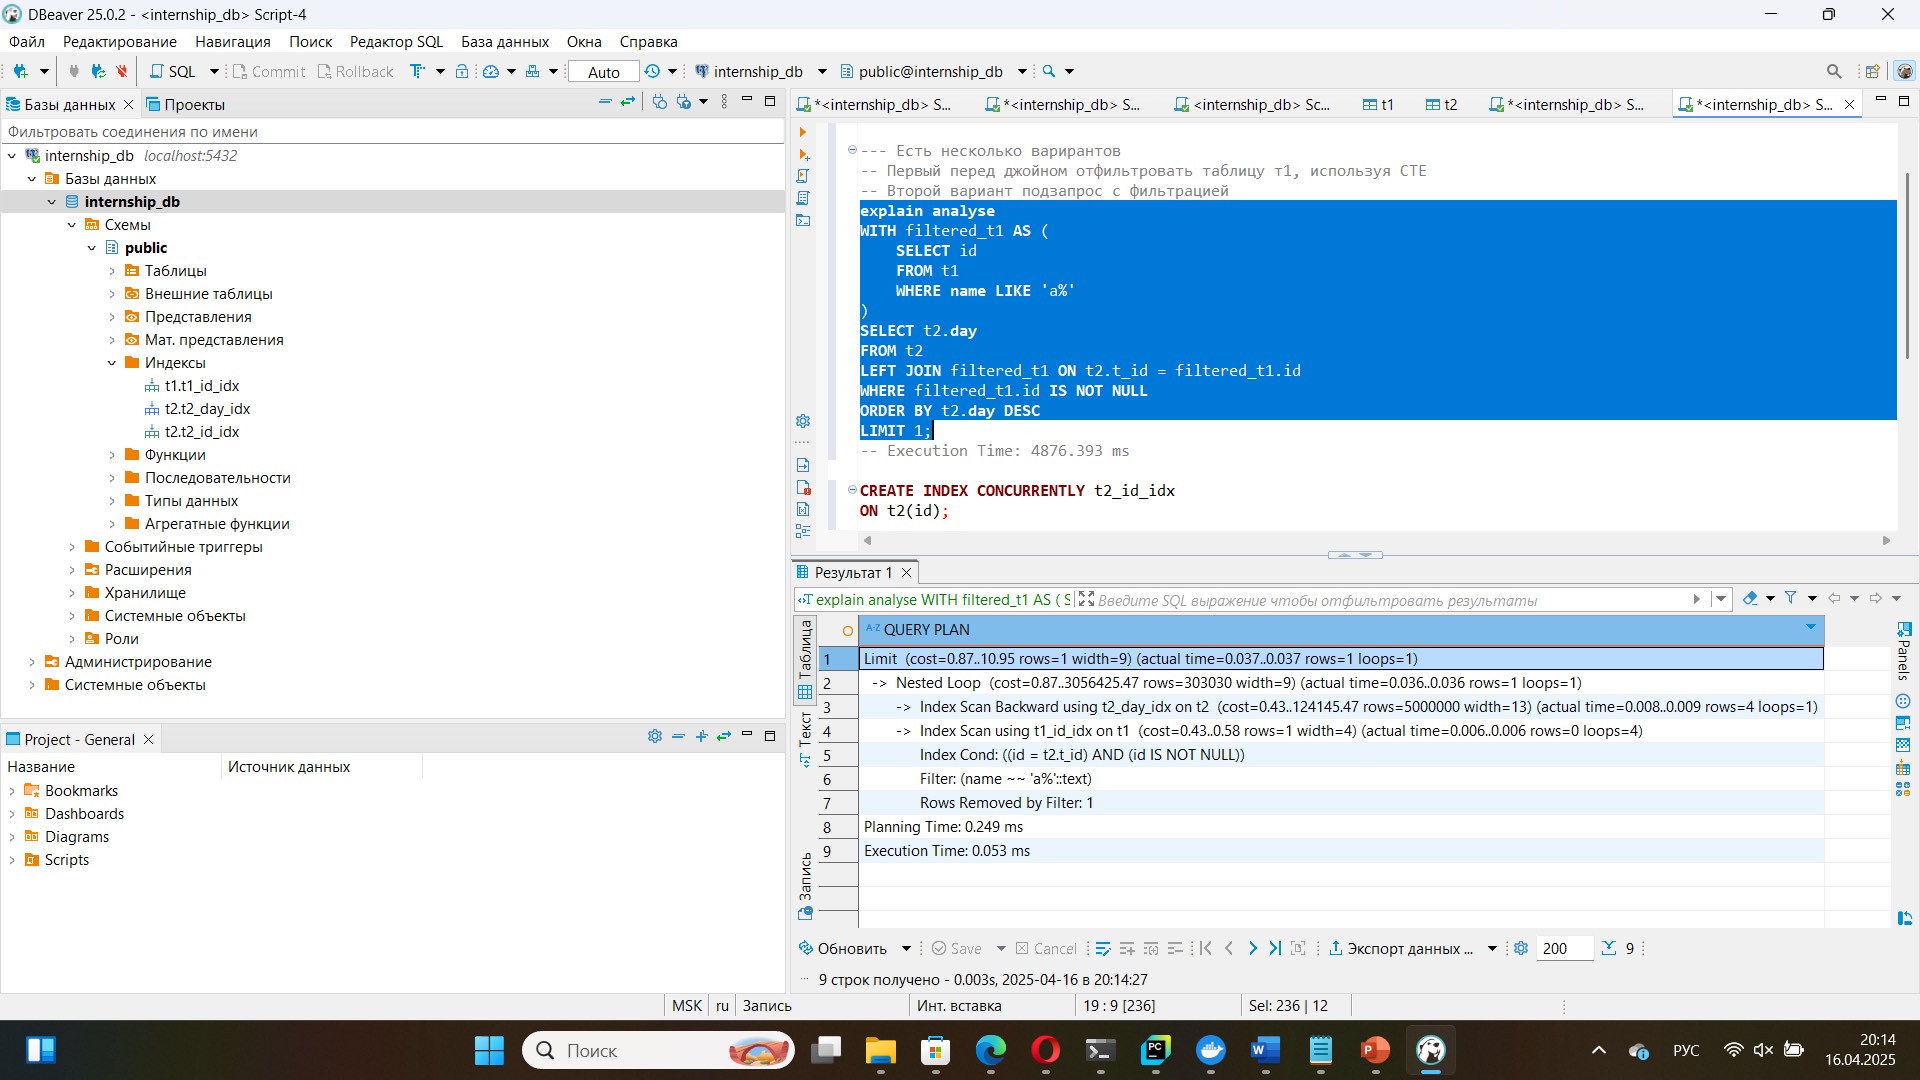 DBeaver 25.0.2 - <internship_db> Script-4
Файл Редактирование Навигация Поиск Редактор SQL База данных Окна Справка
SQL Commit Rollback Auto internship_db public@internship_db
Базы данных Проекты
Фильтровать соединения по имени
internship_db localhost:5432
Базы данных
internship_db
Схемы
public
Таблицы
Внешние таблицы
Представления
Мат. представления
Индексы
t1.t1_id_idx
t2.t2_day_idx
t2.t2_id_idx
Функции
Последовательности
Типы данных
Агрегатные функции
Событийные триггеры
Расширения
Хранилище
Системные объекты
Роли
Администрирование
Системные объекты
Project - General
Название Источник данных
Bookmarks
Dashboards
Diagrams
Scripts
*<internship_db> S... *<internship_db> S... <internship_db> Sc... t1 t2 *<internship_db> S... *<internship_db> S...
--- Есть несколько варирантов
-- Первый перед джойном отфильтровать таблицу т1, используя CTE
-- Второй вариант подзапрос с фильтрацией
explain analyse
WITH filtered_t1 AS (
SELECT id
FROM t1
WHERE name LIKE 'a%'
)
SELECT t2.day
FROM t2
LEFT JOIN filtered_t1 ON t2.t_id = filtered_t1.id
WHERE filtered_t1.id IS NOT NULL
ORDER BY t2.day DESC
LIMIT 1;
-- Execution Time: 4876.393 ms
CREATE INDEX CONCURRENTLY t2_id_idx
ON t2(id);
Результат 1
explain analyse WITH filtered_t1 AS ( S Введите SQL выражение чтобы отфильтровать результаты
Таблица
Текст
Запись
Panels
A-Z QUERY PLAN
1 Limit (cost=0.87..10.95 rows=1 width=9) (actual time=0.037..0.037 rows=1 loops=1)
2 -> Nested Loop (cost=0.87..3056425.47 rows=303030 width=9) (actual time=0.036..0.036 rows=1 loops=1)
3 -> Index Scan Backward using t2_day_idx on t2 (cost=0.43..124145.47 rows=5000000 width=13) (actual time=0.008..0.009 rows=4 loops=1)
4 -> Index Scan using t1_id_idx on t1 (cost=0.43..0.58 rows=1 width=4) (actual time=0.006..0.006 rows=0 loops=4)
5 Index Cond: ((id = t2.t_id) AND (id IS NOT NULL))
6 Filter: (name ~~ 'a%'::text)
7 Rows Removed by Filter: 1
8 Planning Time: 0.249 ms
9 Execution Time: 0.053 ms
Обновить Save Cancel Экспорт данных ... 200 9
9 строк получено - 0.003s, 2025-04-16 в 20:14:27
MSK ru Запись Инт. вставка 19 : 9 [236] Sel: 236 | 12
Поиск
РУС
20:14
16.04.2025